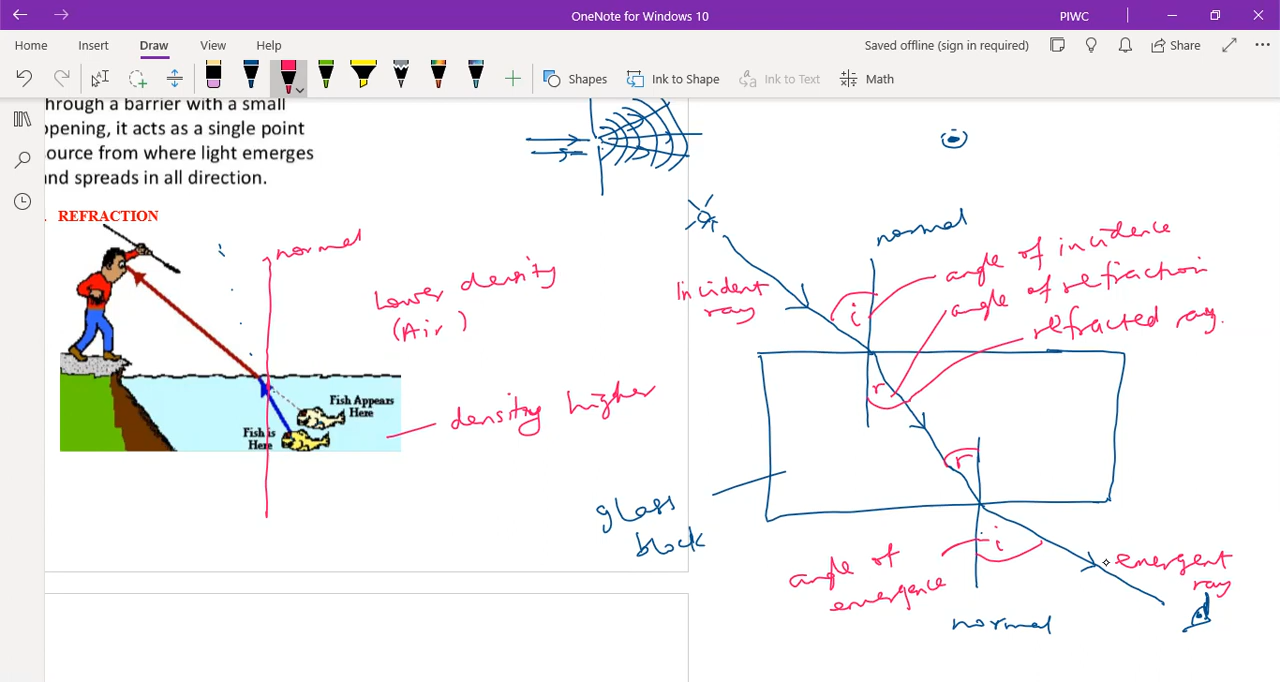 OneNote for Windows 10
PIWC
Home Insert Draw View Help
Saved offline (sign in required)
Share
Shapes
Ink to Shape
Ink to Text
Math
hrough a barrier with a small
opening, it acts as a single point
ource from where light emerges
nd spreads in all direction.
. REFRACTION
normal
Lower density
(Air)
density higher
Fish Appears
Here
Fish is
Here
normal
Incident
ray
angle of incidence
angle of refraction
refracted ray.
i
r
r
i
glass
block
angle of
emergence
emergent
ray
normal